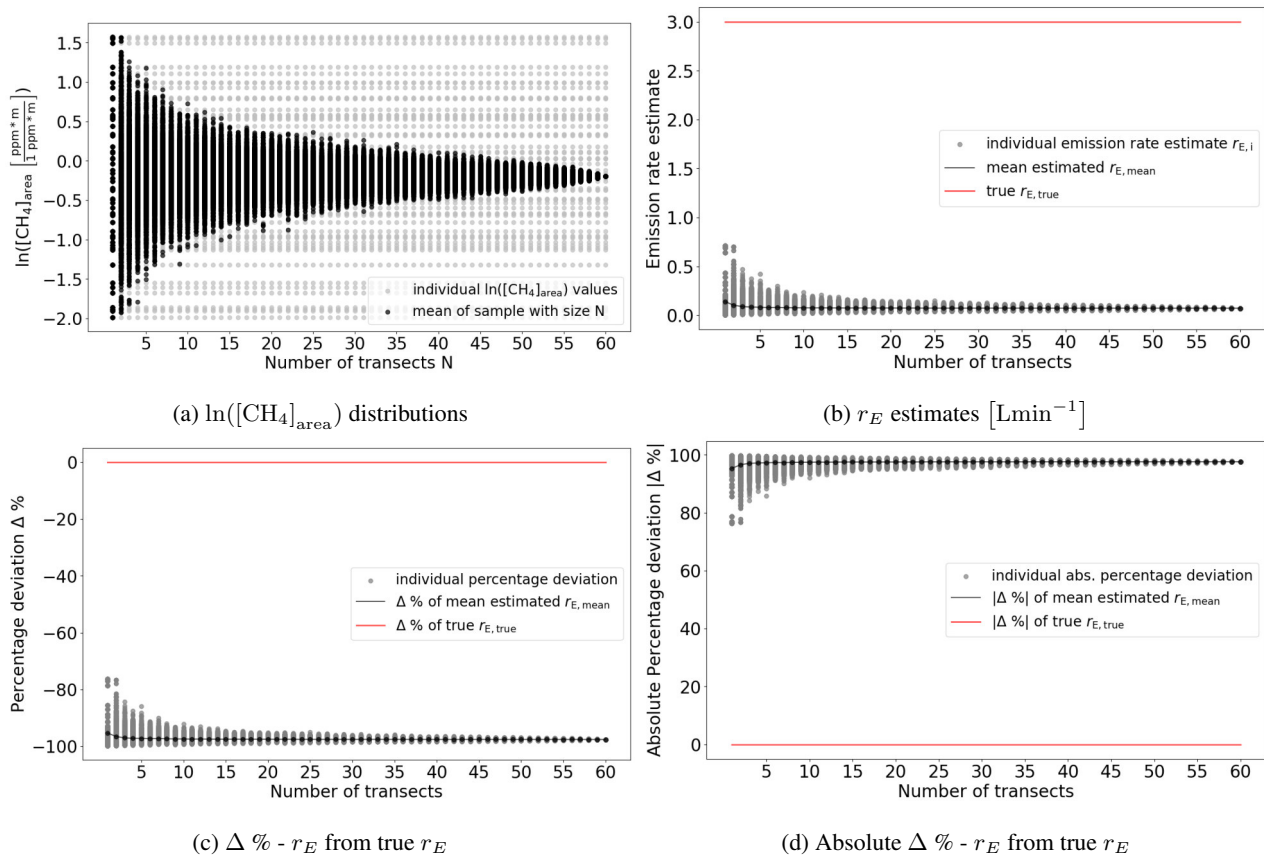 ln([CH₄]area) [ppm * m / 1 ppm * m]
1.5
1.0
0.5
0.0
−0.5
−1.0
−1.5
−2.0
individual ln([CH₄]area) values
mean of sample with size N
5 10 15 20 25 30 35 40 45 50 55 60
Number of transects N
(a) ln([CH₄]area) distributions
Emission rate estimate
3.0
2.5
2.0
1.5
1.0
0.5
0.0
individual emission rate estimate rE, i
mean estimated rE, mean
true rE, true
5 10 15 20 25 30 35 40 45 50 55 60
Number of transects
(b) rE estimates [Lmin⁻¹]
Percentage deviation Δ %
0
−20
−40
−60
−80
−100
individual percentage deviation
Δ % of mean estimated rE, mean
Δ % of true rE, true
5 10 15 20 25 30 35 40 45 50 55 60
Number of transects
(c) Δ % - rE from true rE
Absolute Percentage deviation |Δ %|
100
80
60
40
20
0
individual abs. percentage deviation
|Δ %| of mean estimated rE, mean
|Δ %| of true rE, true
5 10 15 20 25 30 35 40 45 50 55 60
Number of transects
(d) Absolute Δ % - rE from true rE